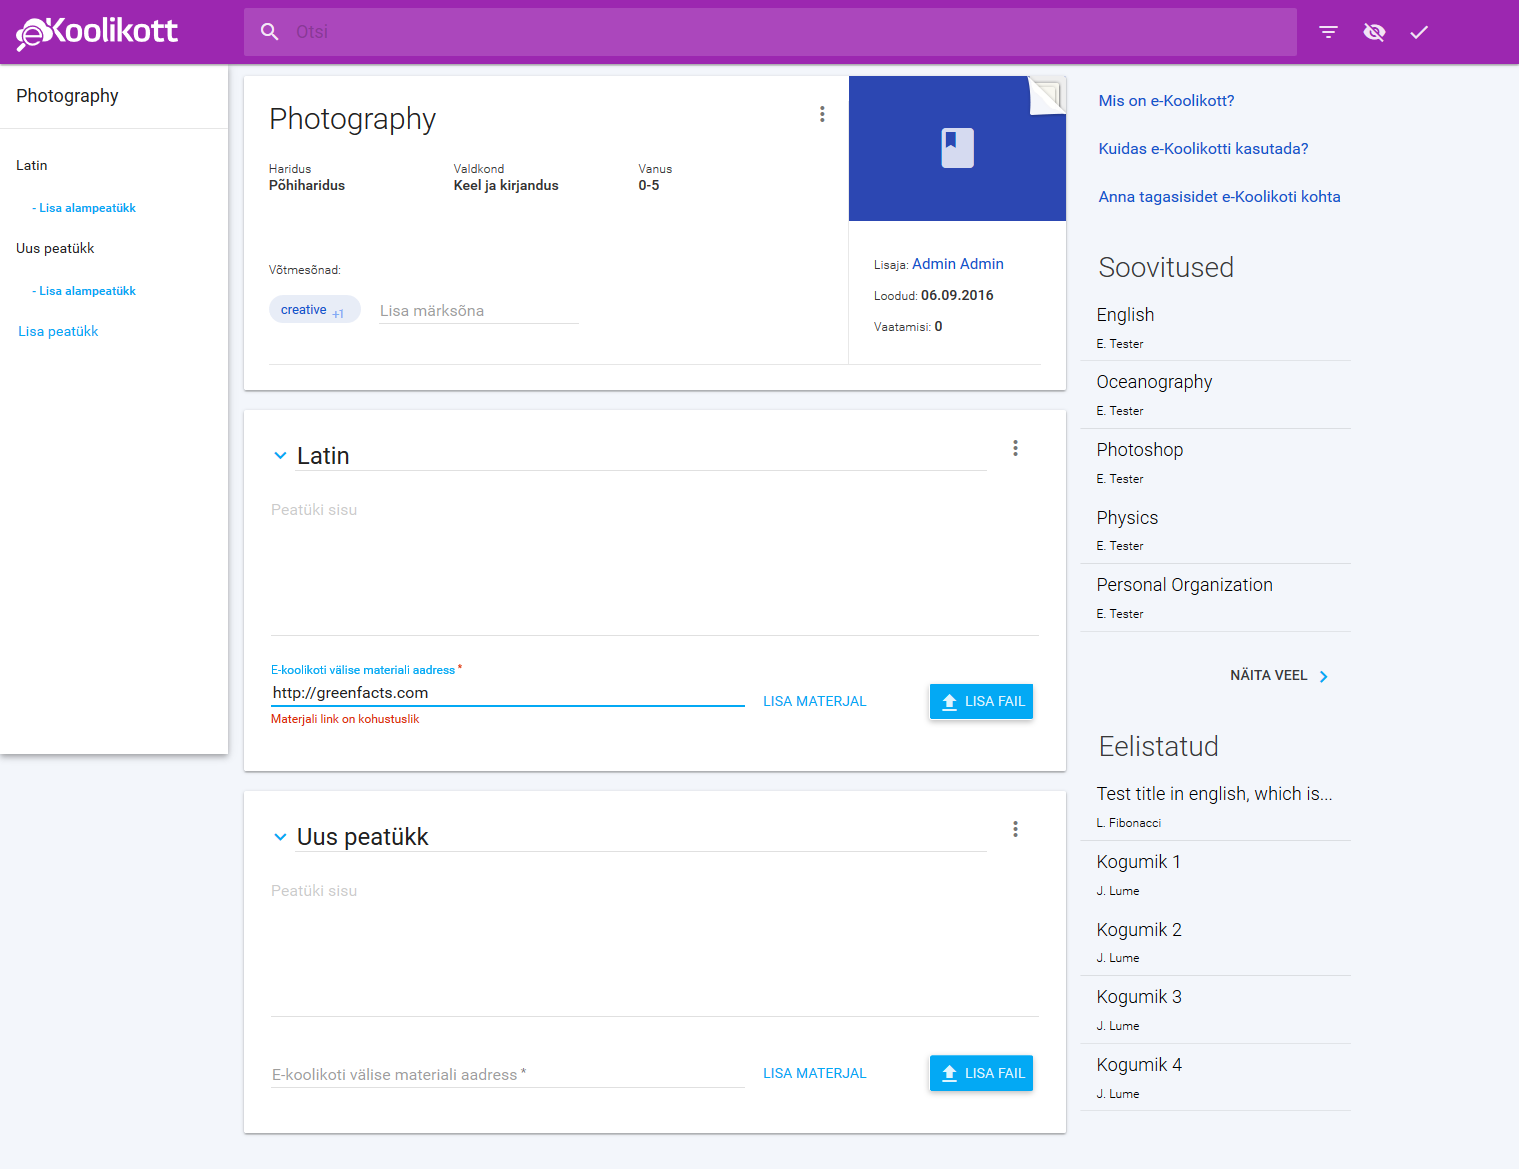 e-Koolikott
Otsi
Photography
Latin
- Lisa alampeatükk
Uus peatükk
- Lisa alampeatükk
Lisa peatükk
Photography
Haridus
Põhiharidus
Valdkond
Keel ja kirjandus
Vanus
0-5
Võtmesõnad:
creative +1
Lisa märksõna
Lisaja: Admin Admin
Loodud: 06.09.2016
Vaatamisi: 0
Latin
Peatüki sisu
E-koolikoti välise materiali aadress *
http://greenfacts.com
Materjali link on kohustuslik
LISA MATERJAL
LISA FAIL
Uus peatükk
Peatüki sisu
E-koolikoti välise materiali aadress *
LISA MATERJAL
LISA FAIL
Mis on e-Koolikott?
Kuidas e-Koolikotti kasutada?
Anna tagasisidet e-Koolikoti kohta
Soovitused
English
E. Tester
Oceanography
E. Tester
Photoshop
E. Tester
Physics
E. Tester
Personal Organization
E. Tester
NÄITA VEEL
Eelistatud
Test title in english, which is...
L. Fibonacci
Kogumik 1
J. Lume
Kogumik 2
J. Lume
Kogumik 3
J. Lume
Kogumik 4
J. Lume